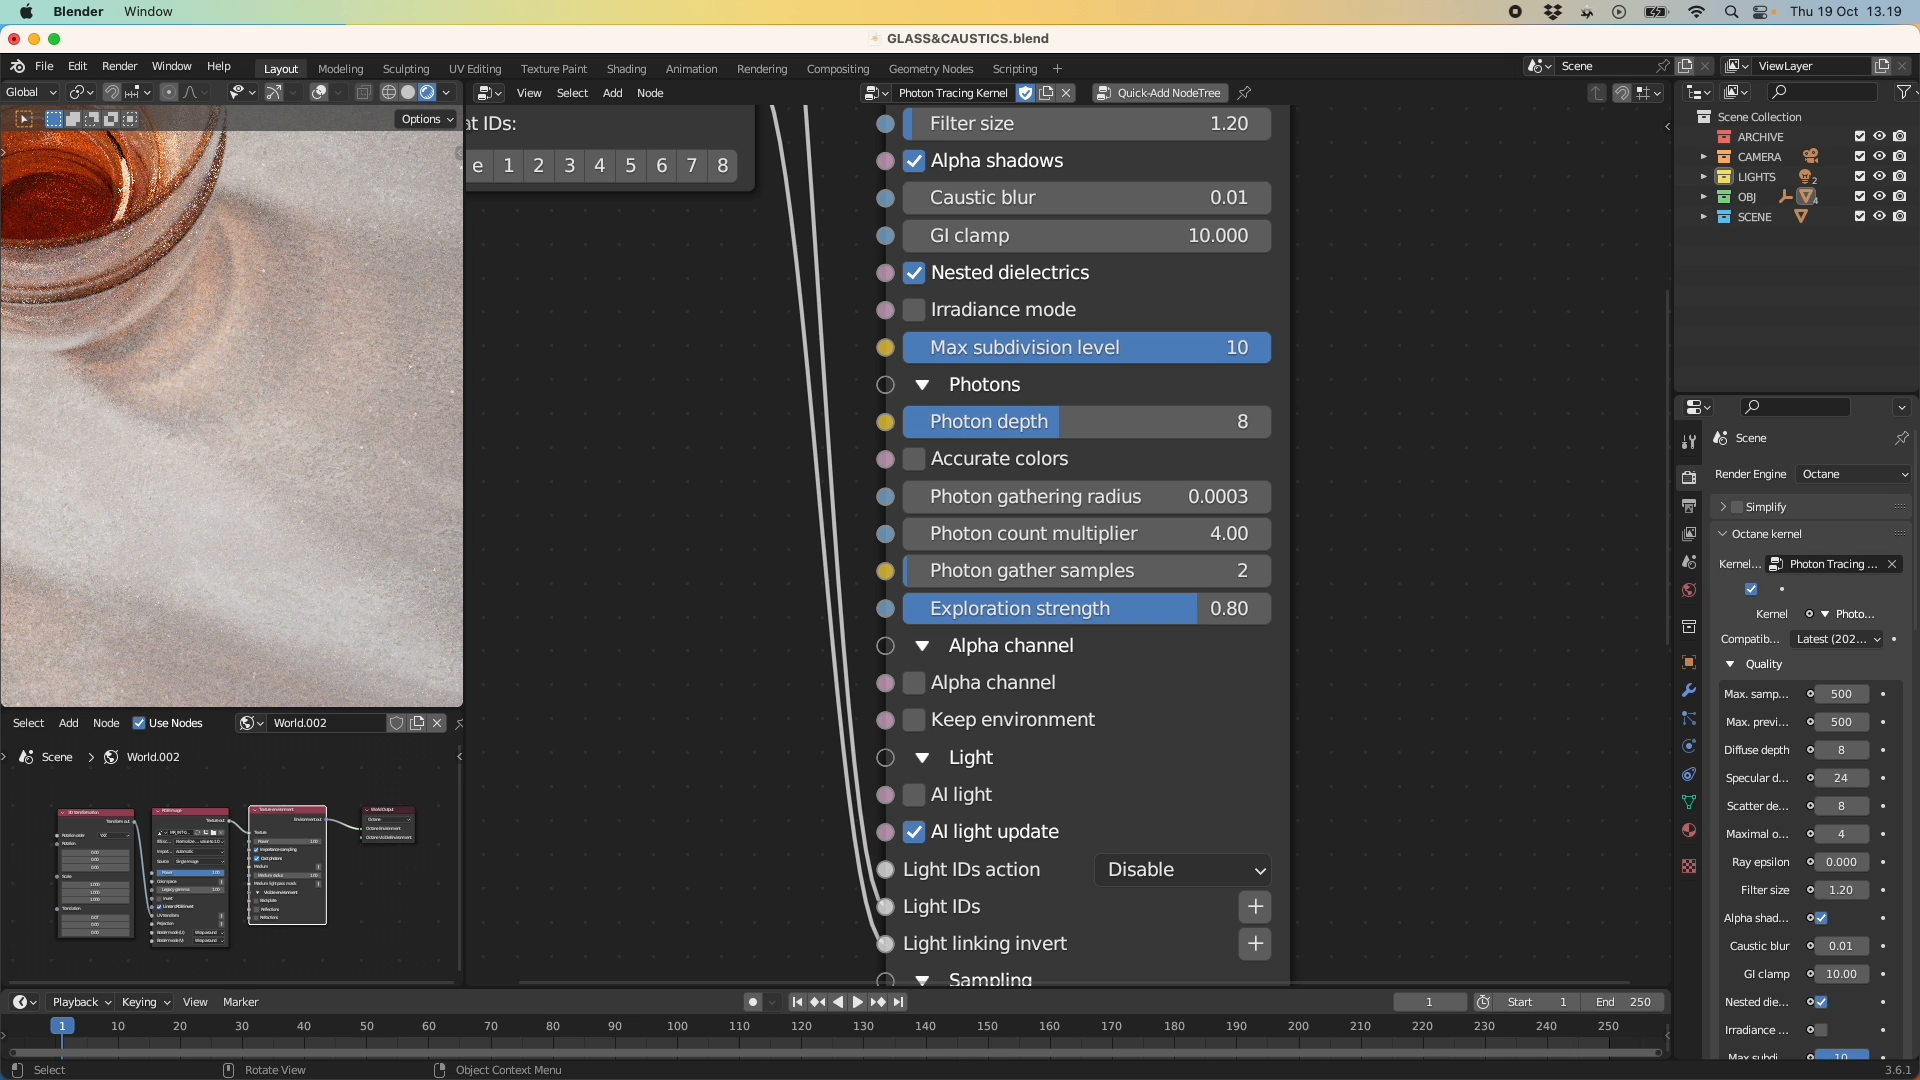 Blender Window Thu 19 Oct 13.19
GLASS&CAUSTICS.blend
File Edit Render Window Help Layout Modeling Sculpting UV Editing Texture Paint Shading Animation Rendering Compositing Geometry Nodes Scripting + Scene ViewLayer
Global View Select Add Node Photon Tracing Kernel Quick-Add NodeTree
Options
at IDs:
e 1 2 3 4 5 6 7 8
Filter size 1.20
Alpha shadows
Caustic blur 0.01
GI clamp 10.000
Nested dielectrics
Irradiance mode
Max subdivision level 10
Photons
Photon depth 8
Accurate colors
Photon gathering radius 0.0003
Photon count multiplier 4.00
Photon gather samples 2
Exploration strength 0.80
Alpha channel
Alpha channel
Keep environment
Light
AI light
AI light update
Light IDs action Disable
Light IDs
Light linking invert
Sampling
Scene Collection
ARCHIVE
CAMERA
LIGHTS 2
OBJ 4
SCENE
Scene
Render Engine Octane
Simplify
Octane kernel
Kernel... Photon Tracing ...
Kernel Photo...
Compatib... Latest (202...
Quality
Max. samp... 500
Max. previ... 500
Diffuse depth 8
Specular d... 24
Scatter de... 8
Maximal o... 4
Ray epsilon 0.000
Filter size 1.20
Alpha shad...
Caustic blur 0.01
GI clamp 10.00
Nested die...
Irradiance ...
Max subdi... 10
Select Add Node Use Nodes World.002
Scene > World.002
Playback Keying View Marker 1 Start 1 End 250
1 10 20 30 40 50 60 70 80 90 100 110 120 130 140 150 160 170 180 190 200 210 220 230 240 250
Select Rotate View Object Context Menu 3.6.1